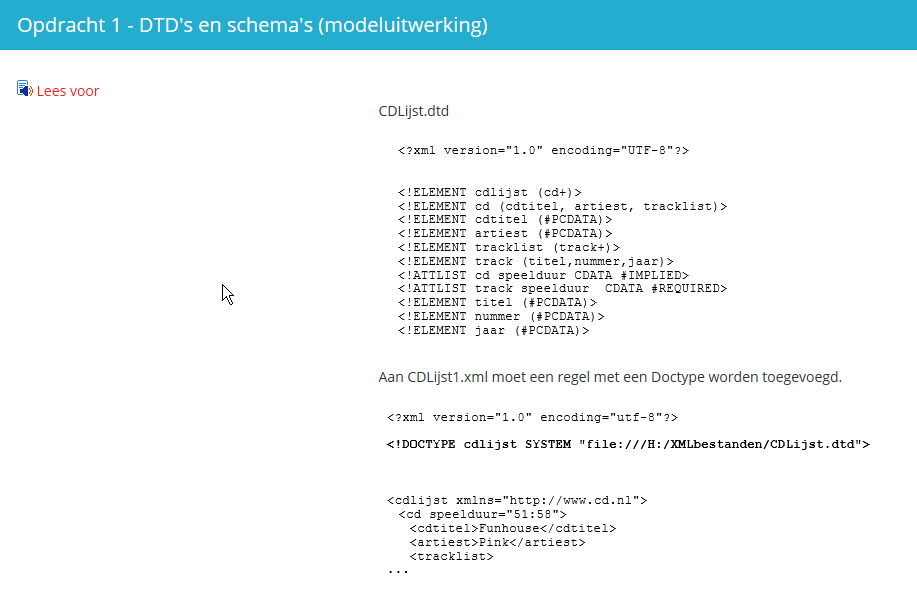 Opdracht 1 - DTD's en schema's (modeluitwerking)
Lees voor
CDLijst.dtd
<?xml version="1.0" encoding="UTF-8"?>
<!ELEMENT cdlijst (cd+)>
<!ELEMENT cd (cdtitel, artiest, tracklist)>
<!ELEMENT cdtitel (#PCDATA)>
<!ELEMENT artiest (#PCDATA)>
<!ELEMENT tracklist (track+)>
<!ELEMENT track (titel,nummer,jaar)>
<!ATTLIST cd speelduur CDATA #IMPLIED>
<!ATTLIST track speelduur  CDATA #REQUIRED>
<!ELEMENT titel (#PCDATA)>
<!ELEMENT nummer (#PCDATA)>
<!ELEMENT jaar (#PCDATA)>
Aan CDLijst1.xml moet een regel met een Doctype worden toegevoegd.
<?xml version="1.0" encoding="utf-8"?>
<!DOCTYPE cdlijst SYSTEM "file:///H:/XMLbestanden/CDLijst.dtd">
<cdlijst xmlns="http://www.cd.nl">
<cd speelduur="51:58">
<cdtitel>Funhouse</cdtitel>
<artiest>Pink</artiest>
<tracklist>
...